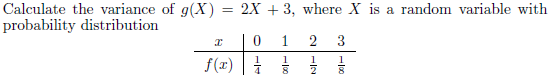 Calculate the variance of g(X) = 2X + 3, where X is a random variable with
probability distribution
x | 0 1 2 3
f(x) | 1/4 1/8 1/2 1/8